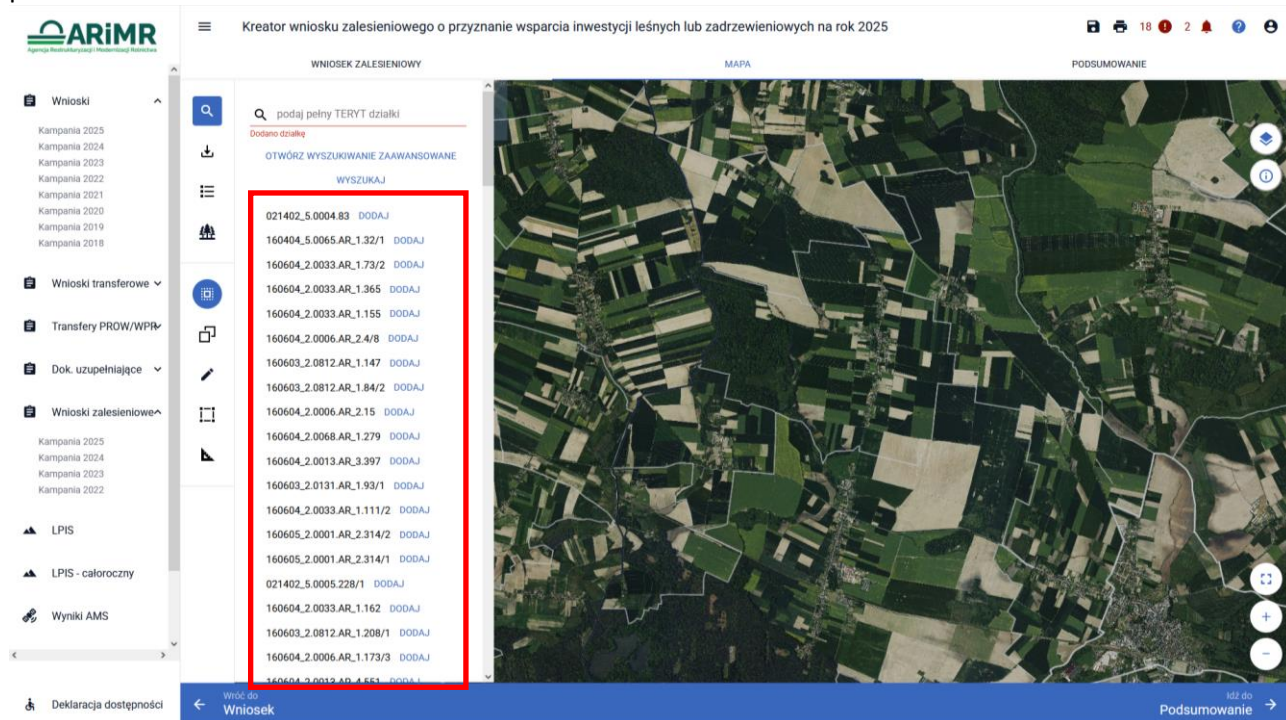 ARiMR
Agencja Restrukturyzacji i Modernizacji Rolnictwa
Kreator wniosku zalesieniowego o przyznanie wsparcia inwestycji leśnych lub zadrzewieniowych na rok 2025
18 2
WNIOSEK ZALESIENIOWY MAPA PODSUMOWANIE
Wnioski
Kampania 2025
Kampania 2024
Kampania 2023
Kampania 2022
Kampania 2021
Kampania 2020
Kampania 2019
Kampania 2018
Wnioski transferowe
Transfery PROW/WPR
Dok. uzupełniające
Wnioski zalesieniowe
Kampania 2025
Kampania 2024
Kampania 2023
Kampania 2022
LPIS
LPIS - całoroczny
Wyniki AMS
Deklaracja dostępności
podaj pełny TERYT działki
Dodano działkę
OTWÓRZ WYSZUKIWANIE ZAAWANSOWANE
WYSZUKAJ
021402_5.0004.83 DODAJ
160404_5.0065.AR_1.32/1 DODAJ
160604_2.0033.AR_1.73/2 DODAJ
160604_2.0033.AR_1.365 DODAJ
160604_2.0033.AR_1.155 DODAJ
160604_2.0006.AR_2.4/8 DODAJ
160603_2.0812.AR_1.147 DODAJ
160603_2.0812.AR_1.84/2 DODAJ
160604_2.0006.AR_2.15 DODAJ
160604_2.0068.AR_1.279 DODAJ
160604_2.0013.AR_3.397 DODAJ
160603_2.0131.AR_1.93/1 DODAJ
160604_2.0033.AR_1.111/2 DODAJ
160605_2.0001.AR_2.314/2 DODAJ
160605_2.0001.AR_2.314/1 DODAJ
021402_5.0005.228/1 DODAJ
160604_2.0033.AR_1.162 DODAJ
160603_2.0812.AR_1.208/1 DODAJ
160604_2.0006.AR_1.173/3 DODAJ
160604_2.0013.AR_4.551 DODAJ
Wróć do
Wniosek
Idź do
Podsumowanie